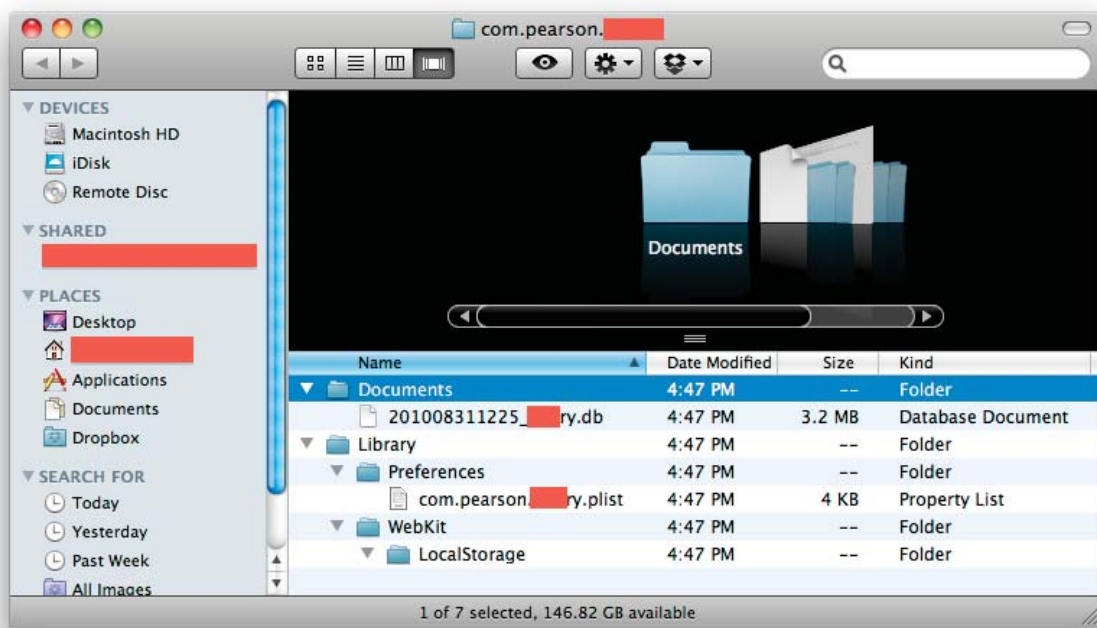 com.pearson.
DEVICES
Macintosh HD
iDisk
Remote Disc
SHARED
PLACES
Desktop
Applications
Documents
Dropbox
SEARCH FOR
Today
Yesterday
Past Week
All Images
Documents
Name Date Modified Size Kind
Documents 4:47 PM -- Folder
201008311225_ ry.db 4:47 PM 3.2 MB Database Document
Library 4:47 PM -- Folder
Preferences 4:47 PM -- Folder
com.pearson. ry.plist 4:47 PM 4 KB Property List
WebKit 4:47 PM -- Folder
LocalStorage 4:47 PM -- Folder
1 of 7 selected, 146.82 GB available